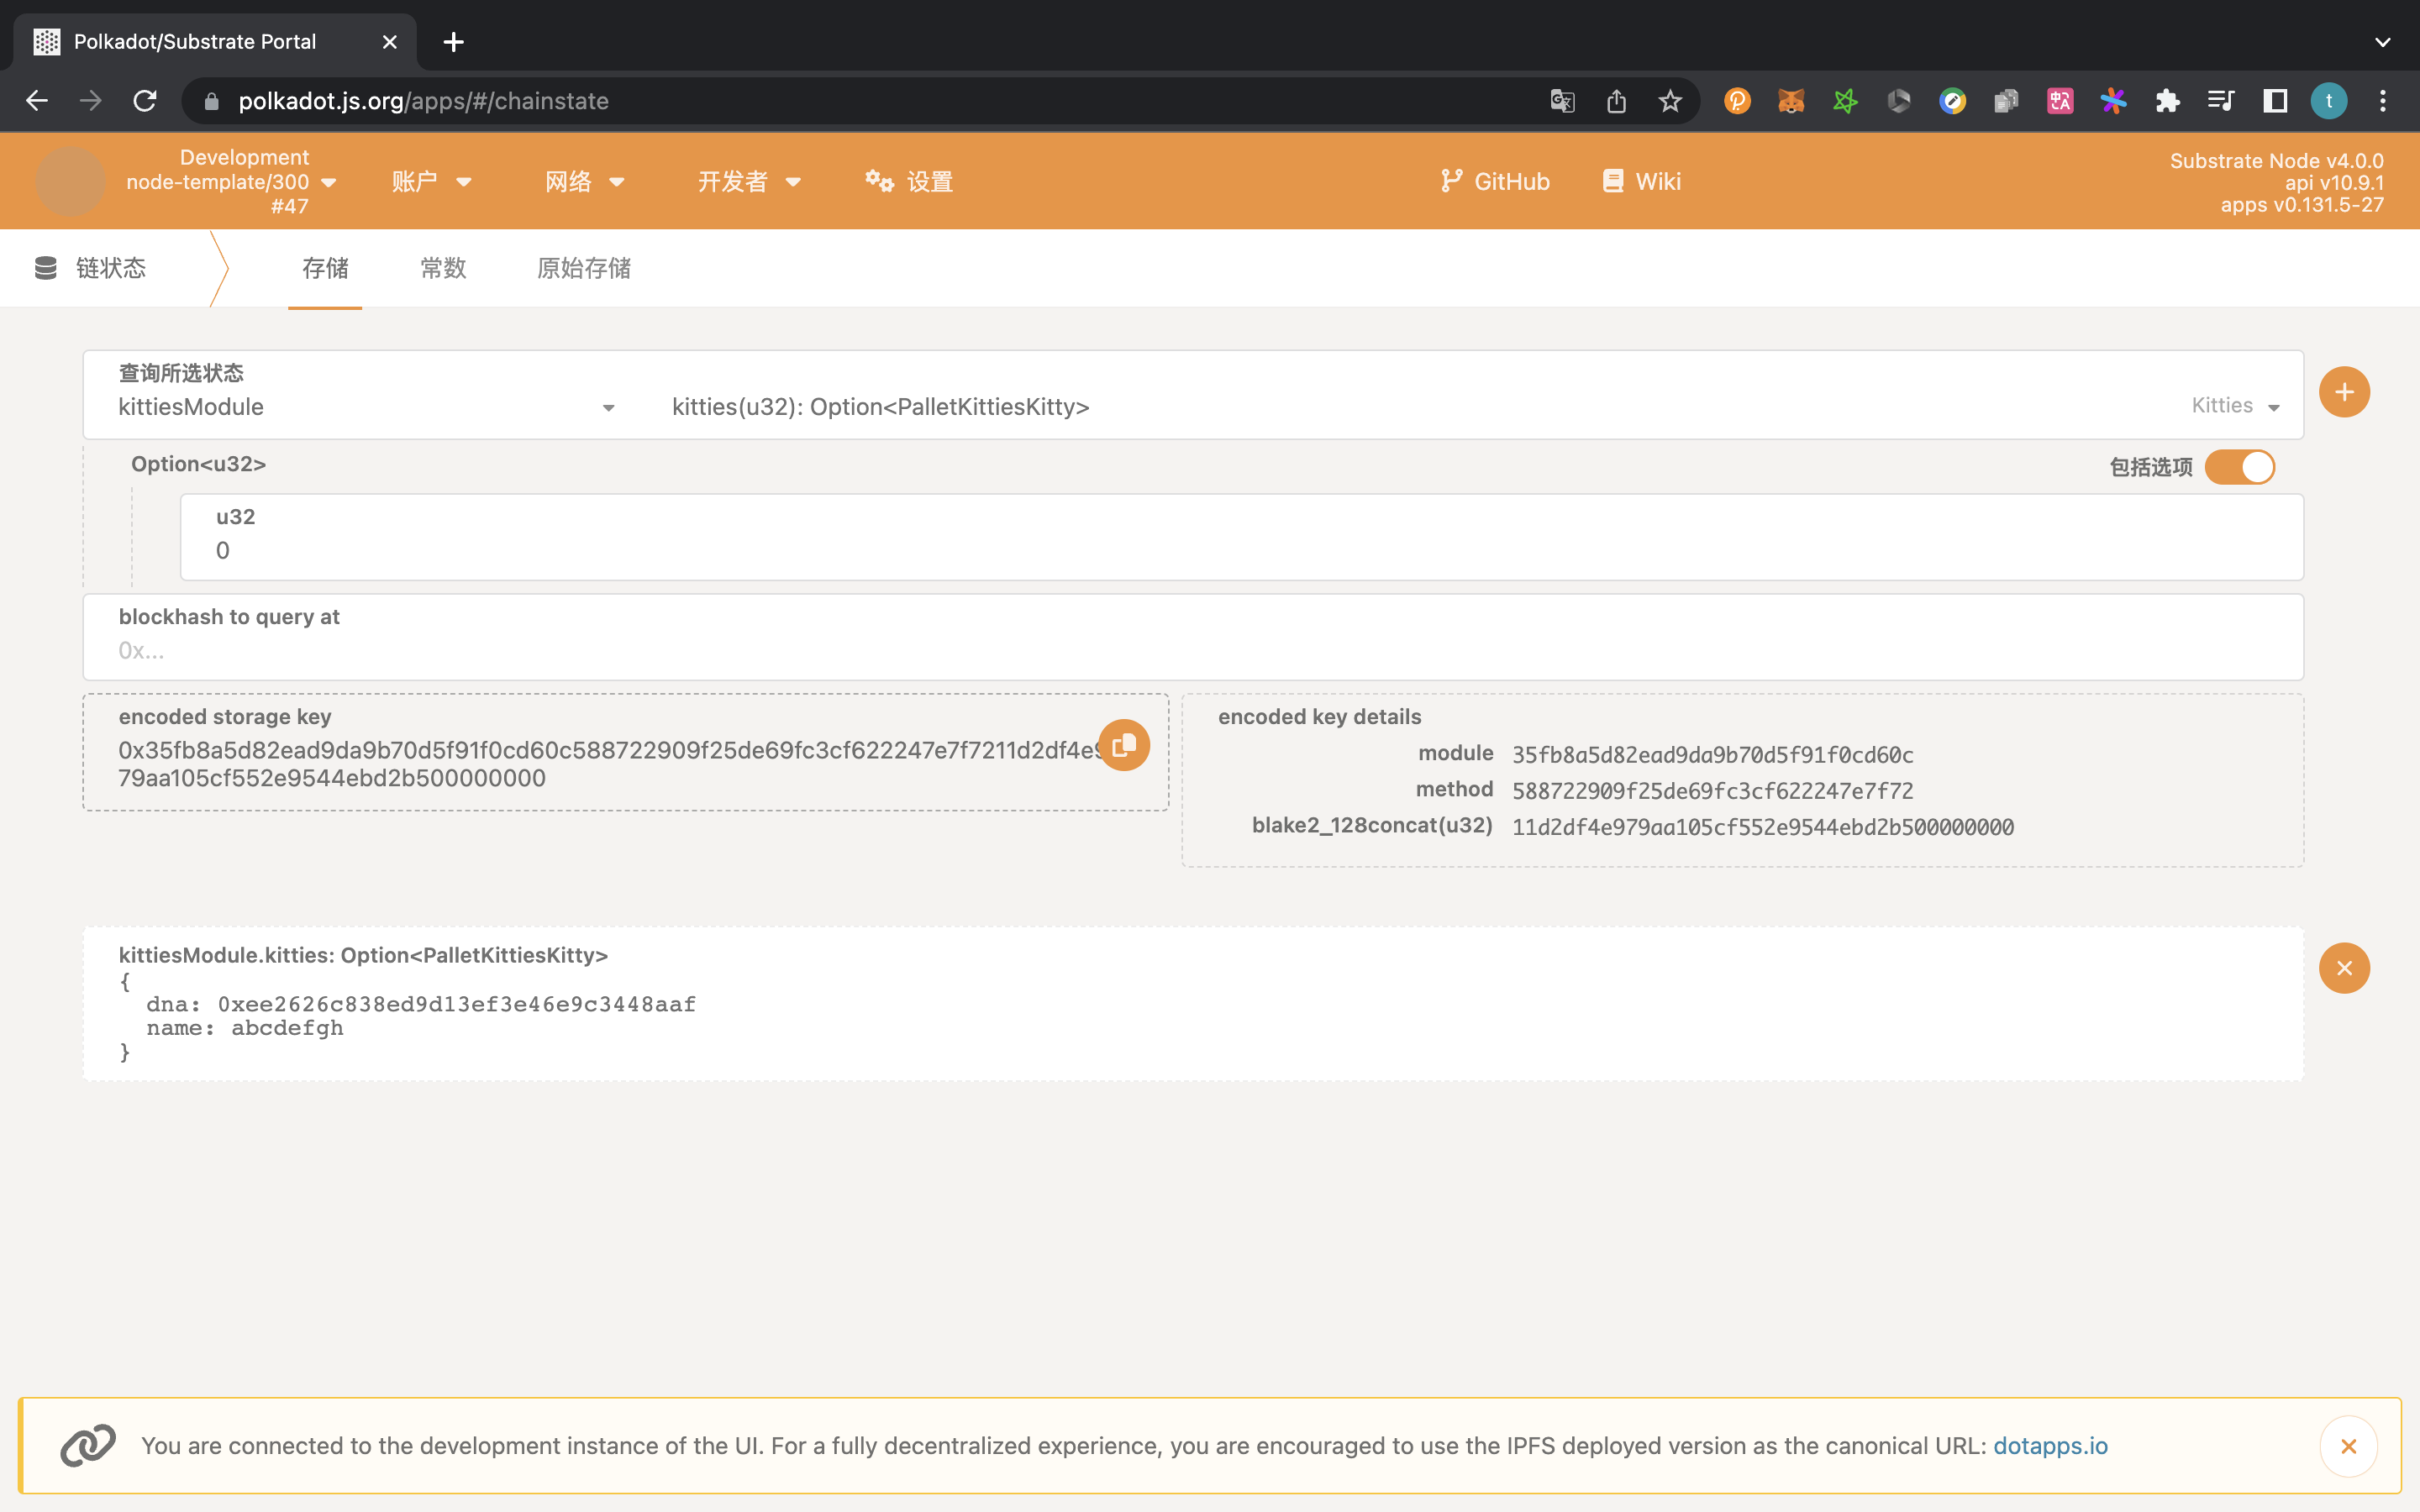 Polkadot/Substrate Portal
polkadot.js.org/apps/#/chainstate
t
Development
node-template/300
#47
账户
网络
开发者
设置
GitHub
Wiki
Substrate Node v4.0.0
api v10.9.1
apps v0.131.5-27
链状态
存储
常数
原始存储
查询所选状态
kittiesModule
kitties(u32): Option<PalletKittiesKitty>
Kitties
Option<u32>
包括选项
u32
0
blockhash to query at
0x...
encoded storage key
0x35fb8a5d82ead9da9b70d5f91f0cd60c588722909f25de69fc3cf622247e7f7211d2df4e9
79aa105cf552e9544ebd2b500000000
encoded key details
module 35fb8a5d82ead9da9b70d5f91f0cd60c
method 588722909f25de69fc3cf622247e7f72
blake2_128concat(u32) 11d2df4e979aa105cf552e9544ebd2b500000000
kittiesModule.kitties: Option<PalletKittiesKitty>
{
dna: 0xee2626c838ed9d13ef3e46e9c3448aaf
name: abcdefgh
}
You are connected to the development instance of the UI. For a fully decentralized experience, you are encouraged to use the IPFS deployed version as the canonical URL: dotapps.io